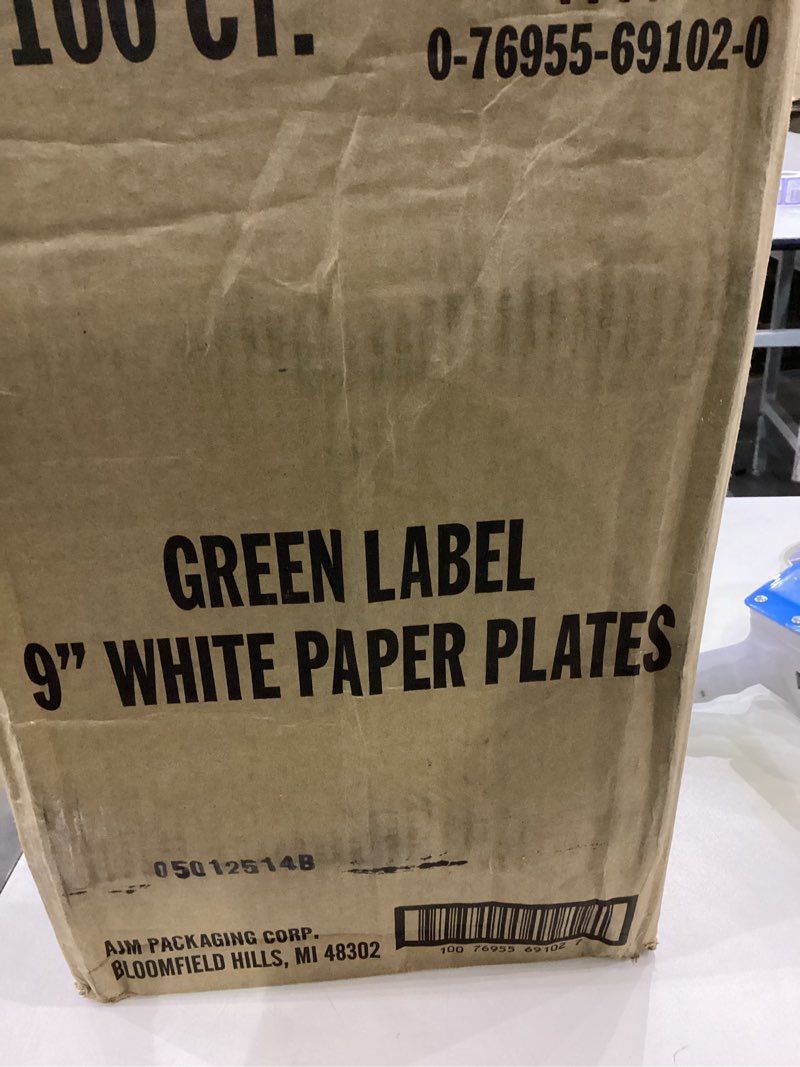 100 CT.
0-76955-69102-0
GREEN LABEL
9” WHITE PAPER PLATES
05012514B
AJM PACKAGING CORP.
BLOOMFIELD HILLS, MI 48302
100 76955 69102 7